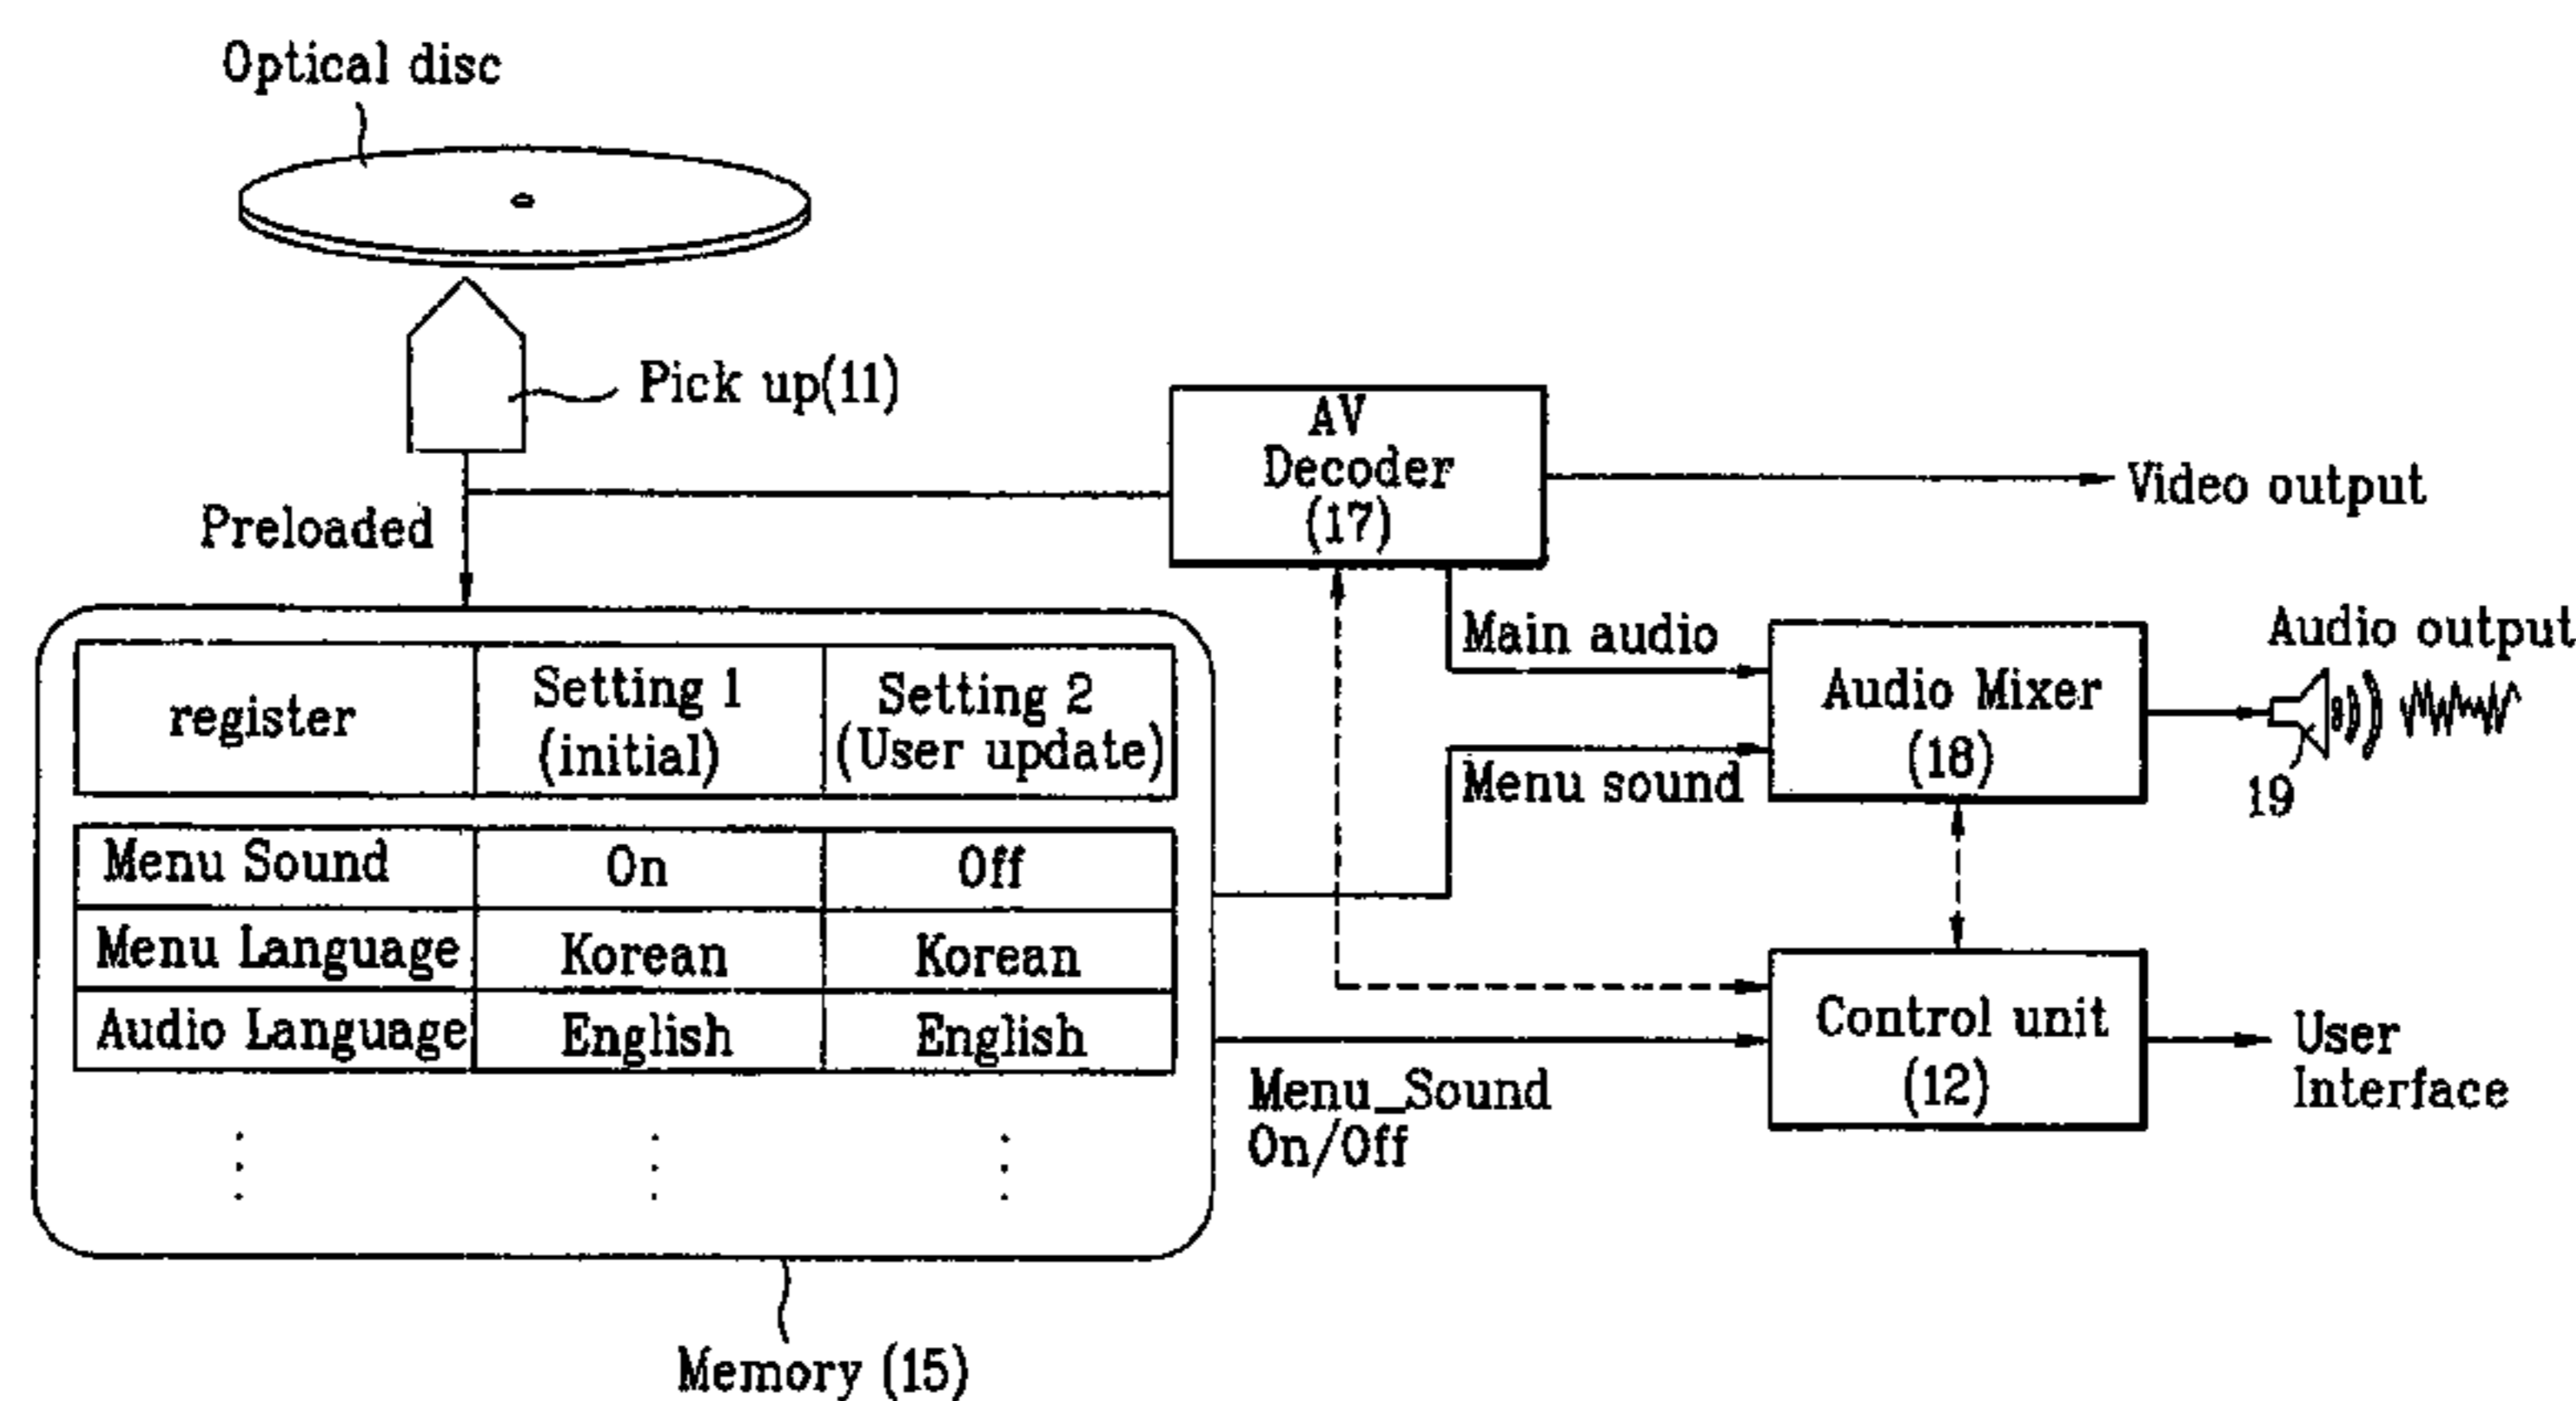 Optical disc
Pick up(11)
Preloaded
AV
Decoder
(17)
Video output
Main audio
Menu sound
Audio Mixer
(18)
Audio output
19
register
Setting 1
(initial)
Setting 2
(User update)
Menu Sound
On
Off
Menu Language
Korean
Korean
Audio Language
English
English
Menu_Sound
On/Off
Control unit
(12)
User
Interface
Memory (15)